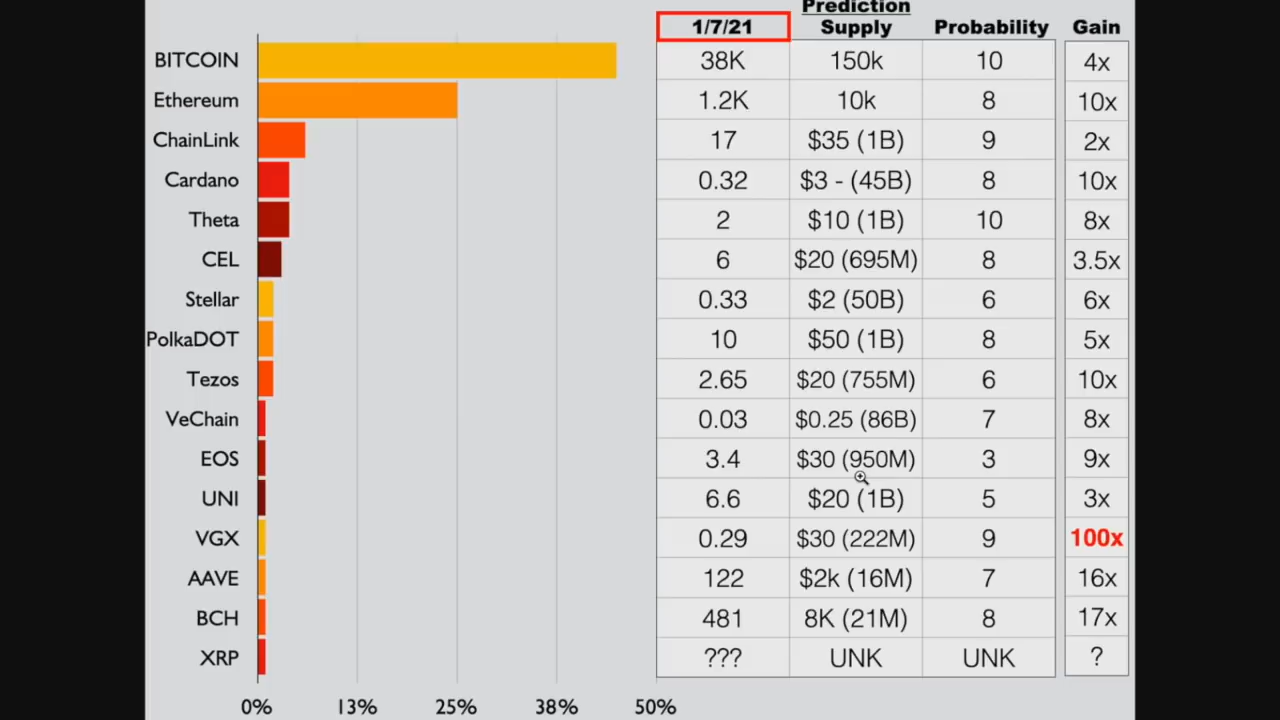 Prediction
1/7/21 Supply Probability Gain
BITCOIN 38K 150k 10 4x
Ethereum 1.2K 10k 8 10x
ChainLink 17 $35 (1B) 9 2x
Cardano 0.32 $3 - (45B) 8 10x
Theta 2 $10 (1B) 10 8x
CEL 6 $20 (695M) 8 3.5x
Stellar 0.33 $2 (50B) 6 6x
PolkaDOT 10 $50 (1B) 8 5x
Tezos 2.65 $20 (755M) 6 10x
VeChain 0.03 $0.25 (86B) 7 8x
EOS 3.4 $30 (950M) 3 9x
UNI 6.6 $20 (1B) 5 3x
VGX 0.29 $30 (222M) 9 100x
AAVE 122 $2k (16M) 7 16x
BCH 481 8K (21M) 8 17x
XRP ??? UNK UNK ?
0% 13% 25% 38% 50%